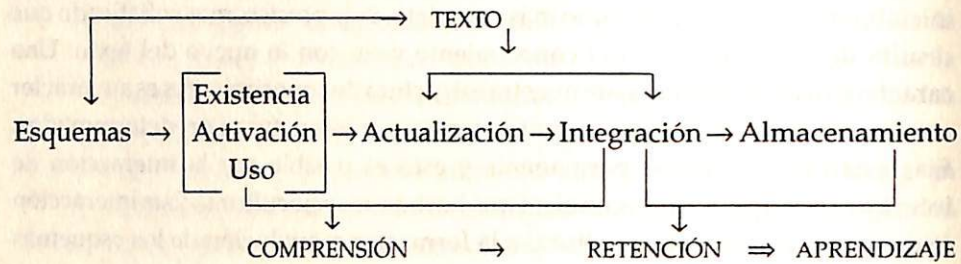 TEXTO
Existencia
Esquemas → Activación → Actualización → Integración → Almacenamiento
Uso
COMPRENSIÓN → RETENCIÓN ⇒ APRENDIZAJE